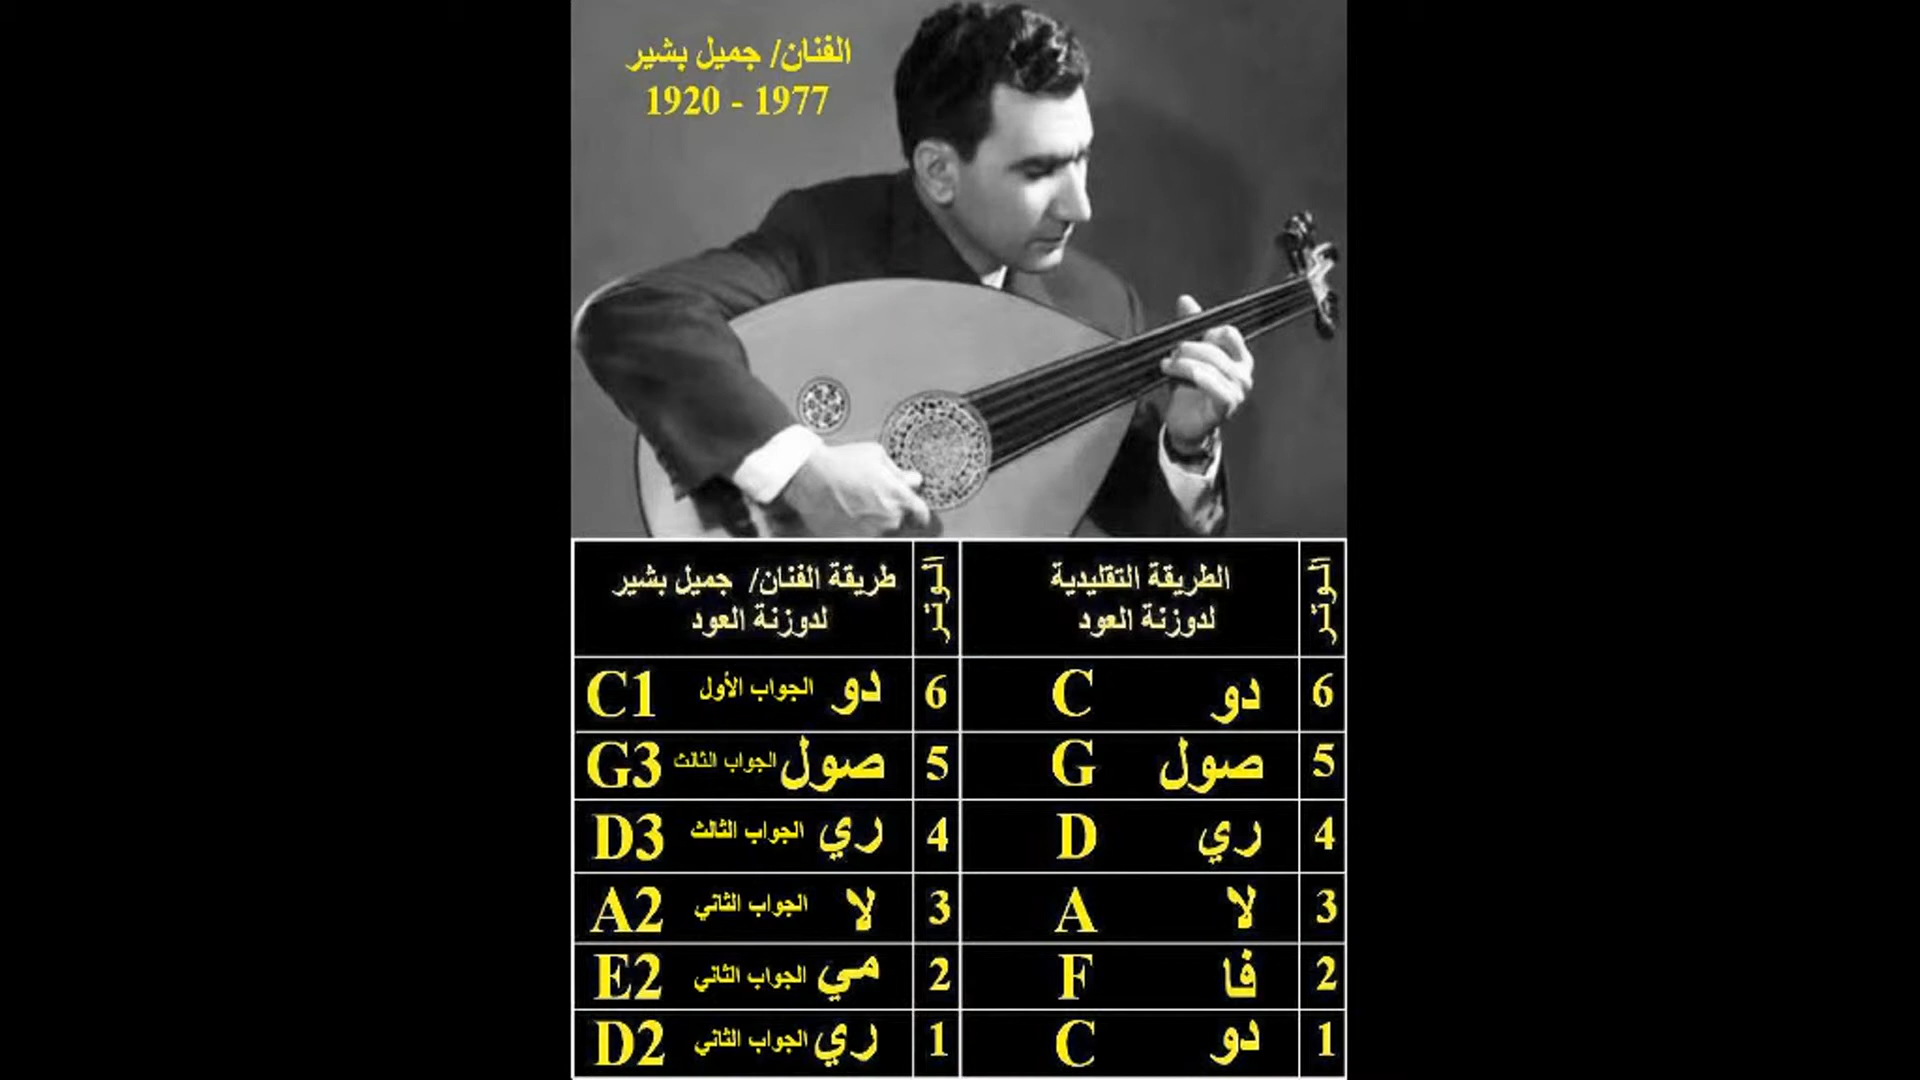 الفنان/ جميل بشير
1920 - 1977
الوتر
الطريقة التقليدية
لدوزنة العود
الوتر
طريقة الفنان/ جميل بشير
لدوزنة العود
6 دو C 6 دو الجواب الأول C1
5 صول G 5 صول الجواب الثالث G3
4 ري D 4 ري الجواب الثالث D3
3 لا A 3 لا الجواب الثاني A2
2 فا F 2 مي الجواب الثاني E2
1 دو C 1 ري الجواب الثاني D2